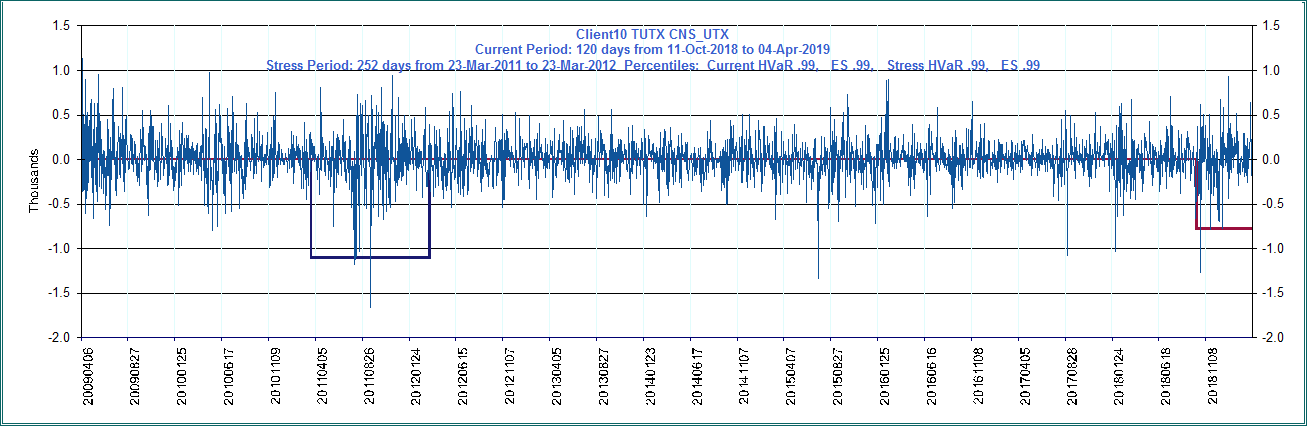 Client10 TUTX CNS_UTX
Current Period: 120 days from 11-Oct-2018 to 04-Apr-2019
Stress Period: 252 days from 23-Mar-2011 to 23-Mar-2012 Percentiles: Current HVaR .99, ES .99, Stress HVaR .99, ES .99
1.5 1.5
1.0 1.0
0.5 0.5
0.0 0.0
-0.5 -0.5
-1.0 -1.0
-1.5 -1.5
-2.0 -2.0
Thousands
20090406 20090827 20100125 20100617 20101109 20110405 20110826 20120124 20120615 20121107 20130405 20130827 20140123 20140617 20141107 20150407 20150827 20160125 20160616 20161108 20170405 20170828 20180124 20180618 20181108